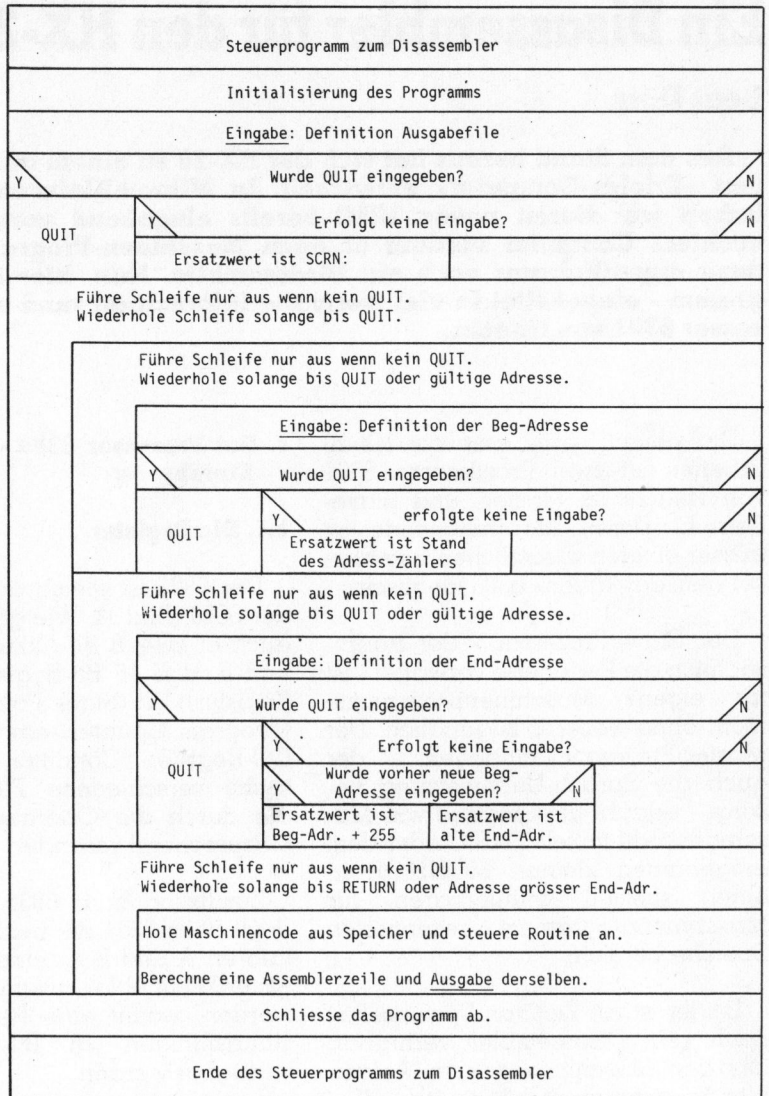 Steuerprogramm zum Disassembler
Initialisierung des Programms
Eingabe: Definition Ausgabefile
Y Wurde QUIT eingegeben? N
QUIT Y Erfolgt keine Eingabe? N
Ersatzwert ist SCRN:
Führe Schleife nur aus wenn kein QUIT.
Wiederhole Schleife solange bis QUIT.
Führe Schleife nur aus wenn kein QUIT.
Wiederhole solange bis QUIT oder gültige Adresse.
Eingabe: Definition der Beg-Adresse
Y Wurde QUIT eingegeben? N
QUIT Y erfolgte keine Eingabe? N
Ersatzwert ist Stand
des Adress-Zählers
Führe Schleife nur aus wenn kein QUIT.
Wiederhole solange bis QUIT oder gültige Adresse.
Eingabe: Definition der End-Adresse
Y Wurde QUIT eingegeben? N
QUIT Y Erfolgt keine Eingabe? N
Y Wurde vorher neue Beg-
Adresse eingegeben? N
Ersatzwert ist
Beg-Adr. + 255
Ersatzwert ist
alte End-Adr.
Führe Schleife nur aus wenn kein QUIT.
Wiederhole solange bis RETURN oder Adresse grösser End-Adr.
Hole Maschinencode aus Speicher und steuere Routine an.
Berechne eine Assemblerzeile und Ausgabe derselben.
Schliesse das Programm ab
Ende des Steuerprogramms zum Disassembler